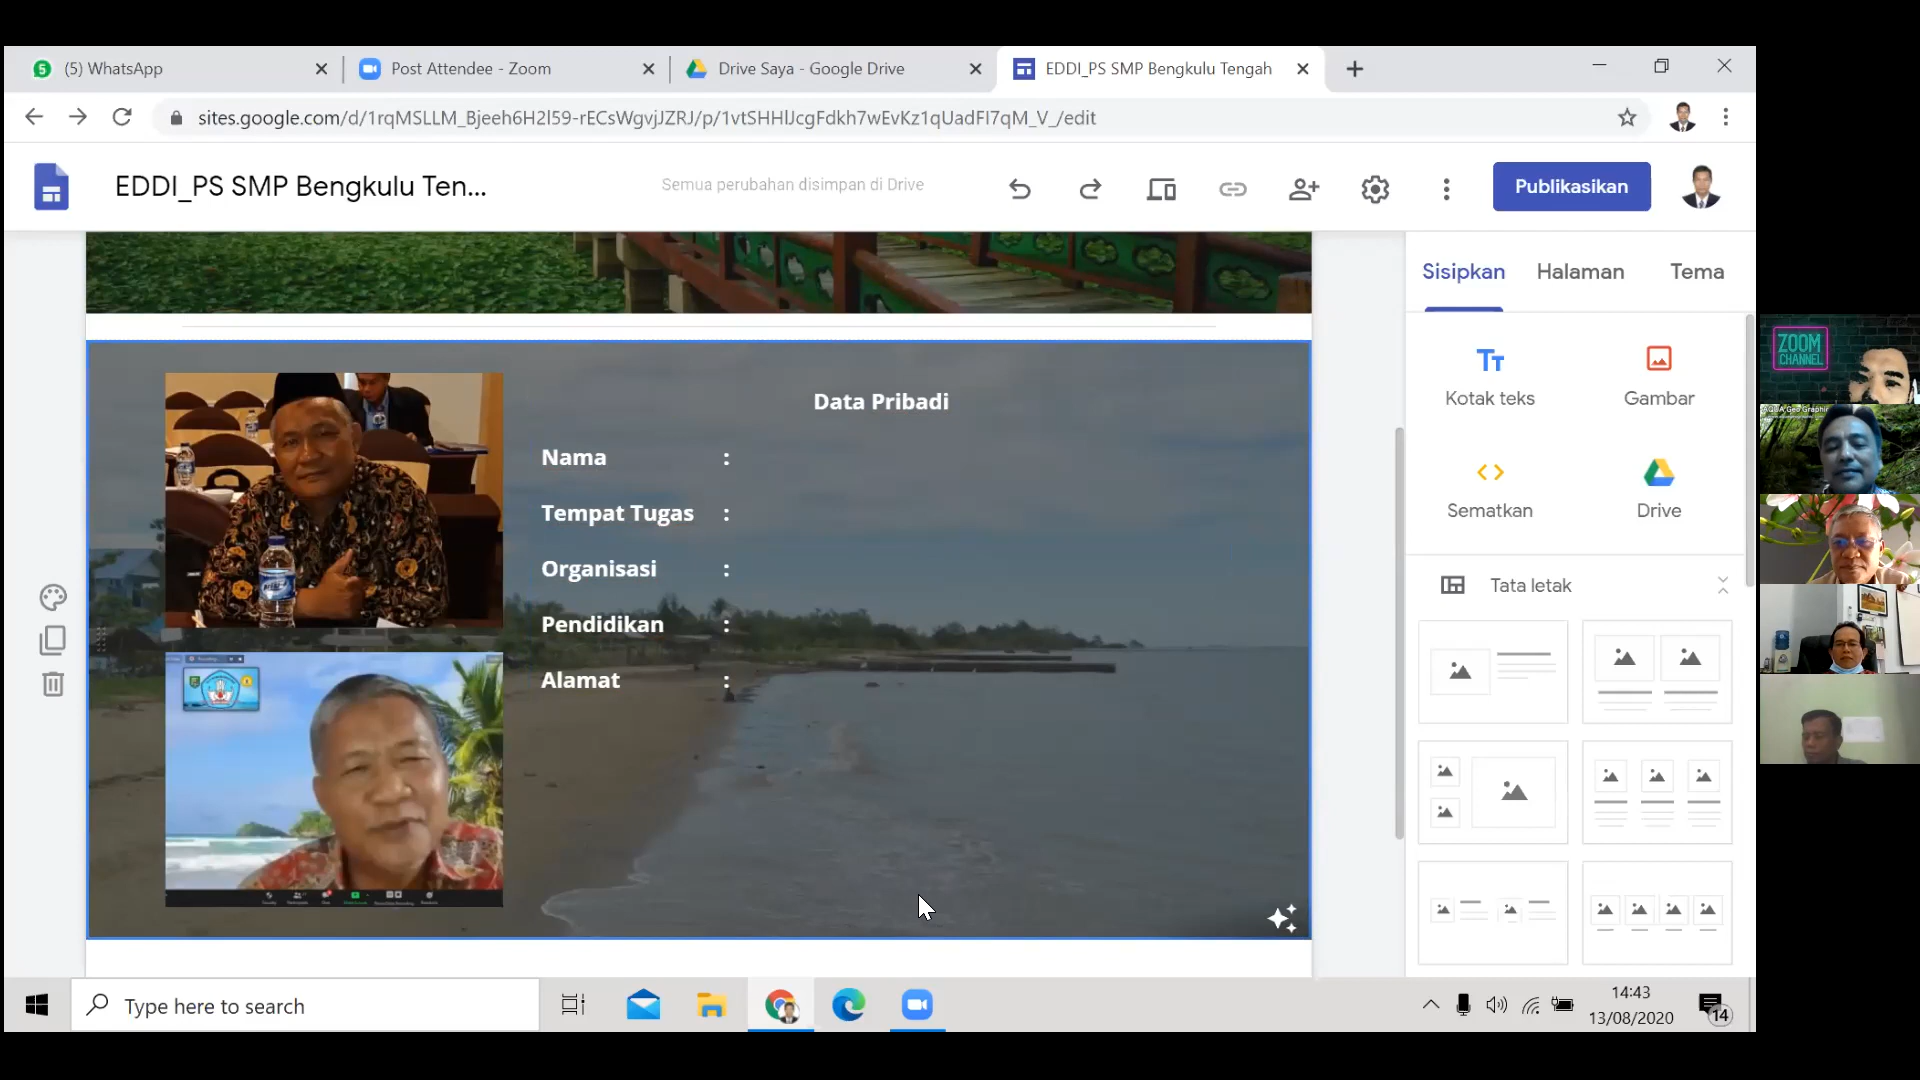 (5) WhatsApp
Post Attendee - Zoom
Drive Saya - Google Drive
EDDI_PS SMP Bengkulu Tengah
sites.google.com/d/1rqMSLLM_Bjeeh6H2l59-rECsWgvjJZRJ/p/1vtSHHlJcgFdkh7wEvKz1qUadFI7qM_V_/edit
EDDI_PS SMP Bengkulu Ten...
Semua perubahan disimpan di Drive
Publikasikan
Sisipkan
Halaman
Tema
Kotak teks
Gambar
Sematkan
Drive
Tata letak
Data Pribadi
Nama :
Tempat Tugas :
Organisasi :
Pendidikan :
Alamat :
ZOOM
CHANNEL
Type here to search
14:43
13/08/2020
14